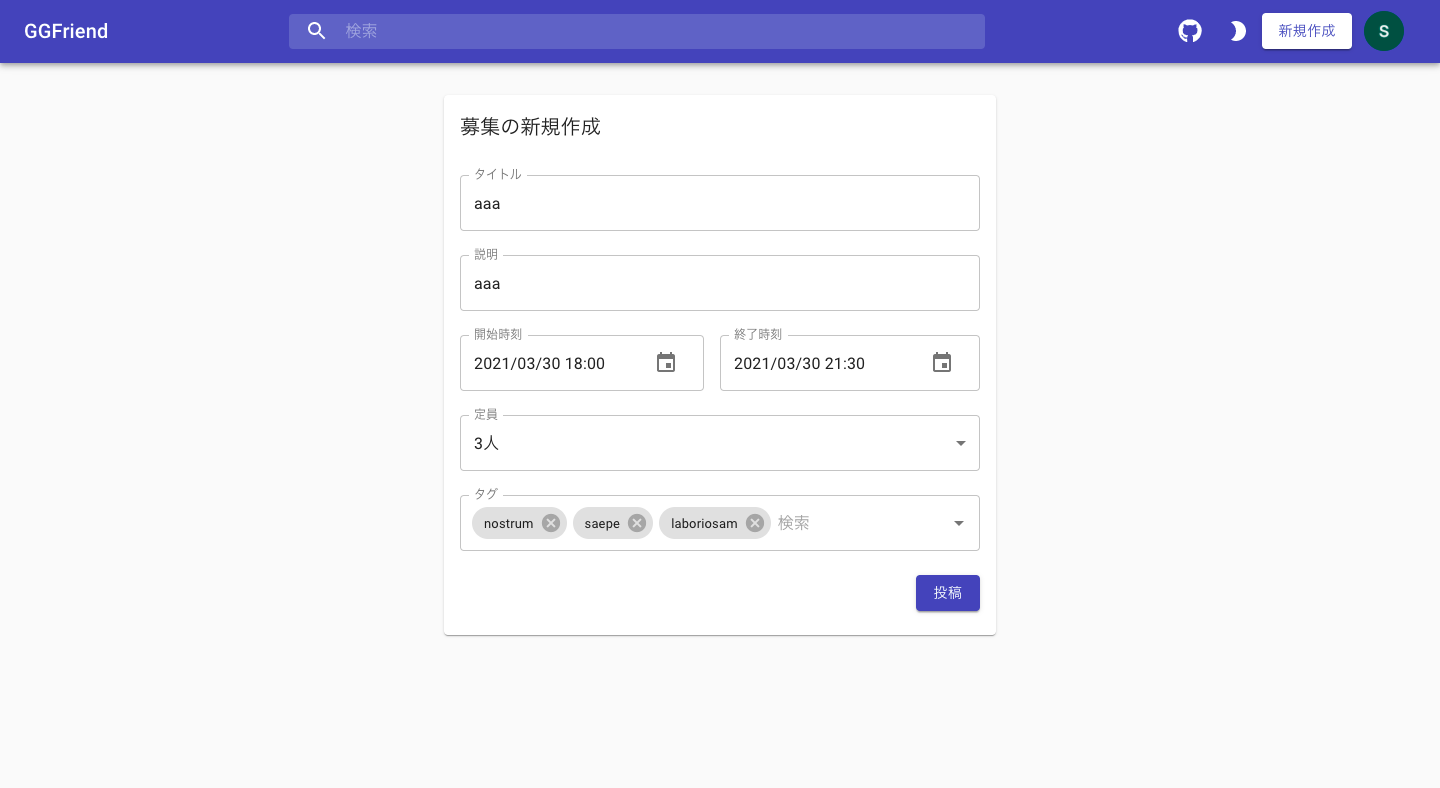 GGFriend
検索
新規作成
S
募集の新規作成
タイトル
aaa
説明
aaa
開始時刻
2021/03/30 18:00
終了時刻
2021/03/30 21:30
定員
3人
タグ
nostrum saepe laboriosam 検索
投稿